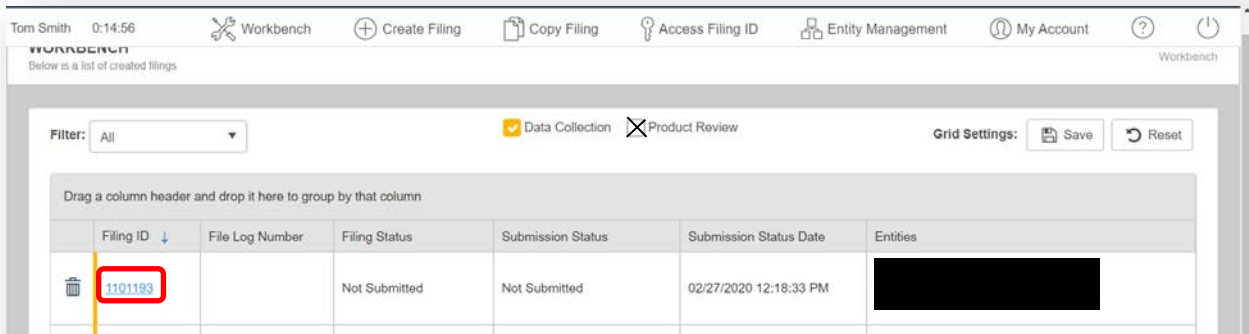 Tom Smith 0:14:56 Workbench Create Filing Copy Filing Access Filing ID Entity Management My Account ?
WORKBENCH
Below is a list of created filings Workbench
Filter: All Data Collection Product Review Grid Settings: Save Reset
Drag a column header and drop it here to group by that column
Filing ID ↓ File Log Number Filing Status Submission Status Submission Status Date Entities
1101193 Not Submitted Not Submitted 02/27/2020 12:18:33 PM